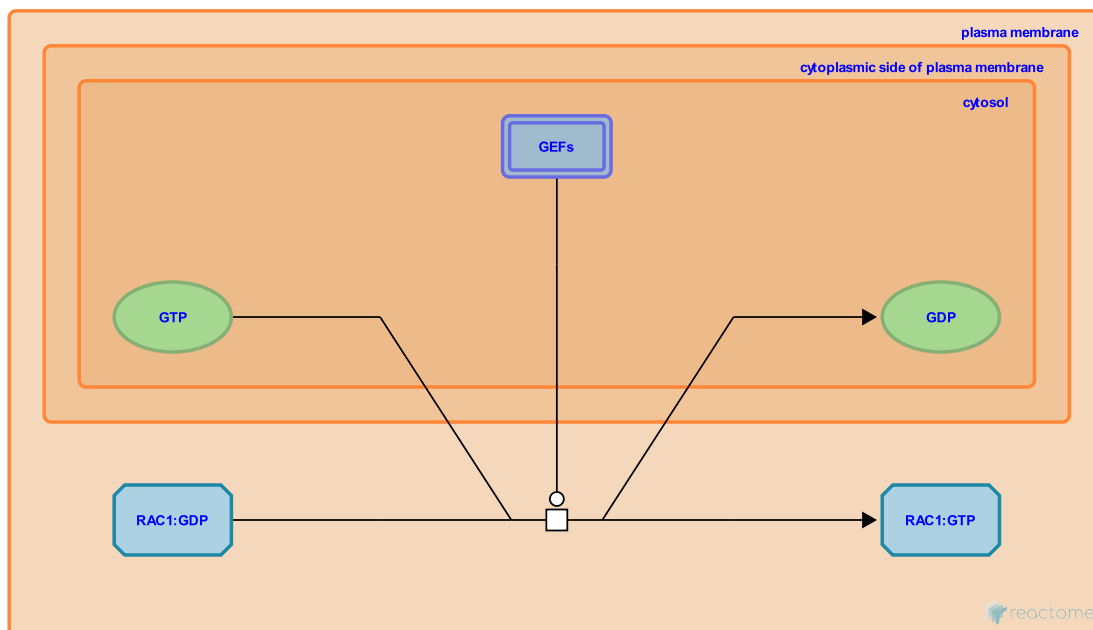 plasma membrane
cytoplasmic side of plasma membrane
cytosol
GEFs
GTP
GDP
RAC1:GDP
RAC1:GTP
reactome